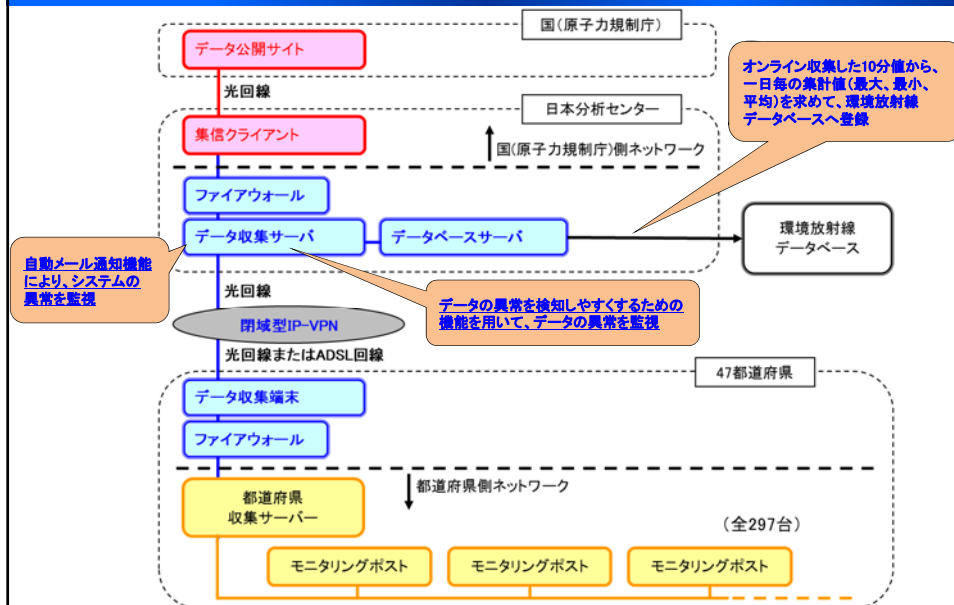 国(原子力規制庁)
データ公開サイト
光回線
オンライン収集した10分値から、
一日毎の集計値(最大、最小、
平均)を求めて、環境放射線
データベースへ登録
日本分析センター
集信クライアント
国(原子力規制庁)側ネットワーク
ファイアウォール
データ収集サーバ
データベースサーバ
環境放射線
データベース
自動メール通知機能
により、システムの
異常を監視
光回線
データの異常を検知しやすくするための
機能を用いて、データの異常を監視
閉域型IP-VPN
光回線またはADSL回線
47都道府県
データ収集端末
ファイアウォール
都道府県側ネットワーク
都道府県
収集サーバー
(全297台)
モニタリングポスト
モニタリングポスト
モニタリングポスト